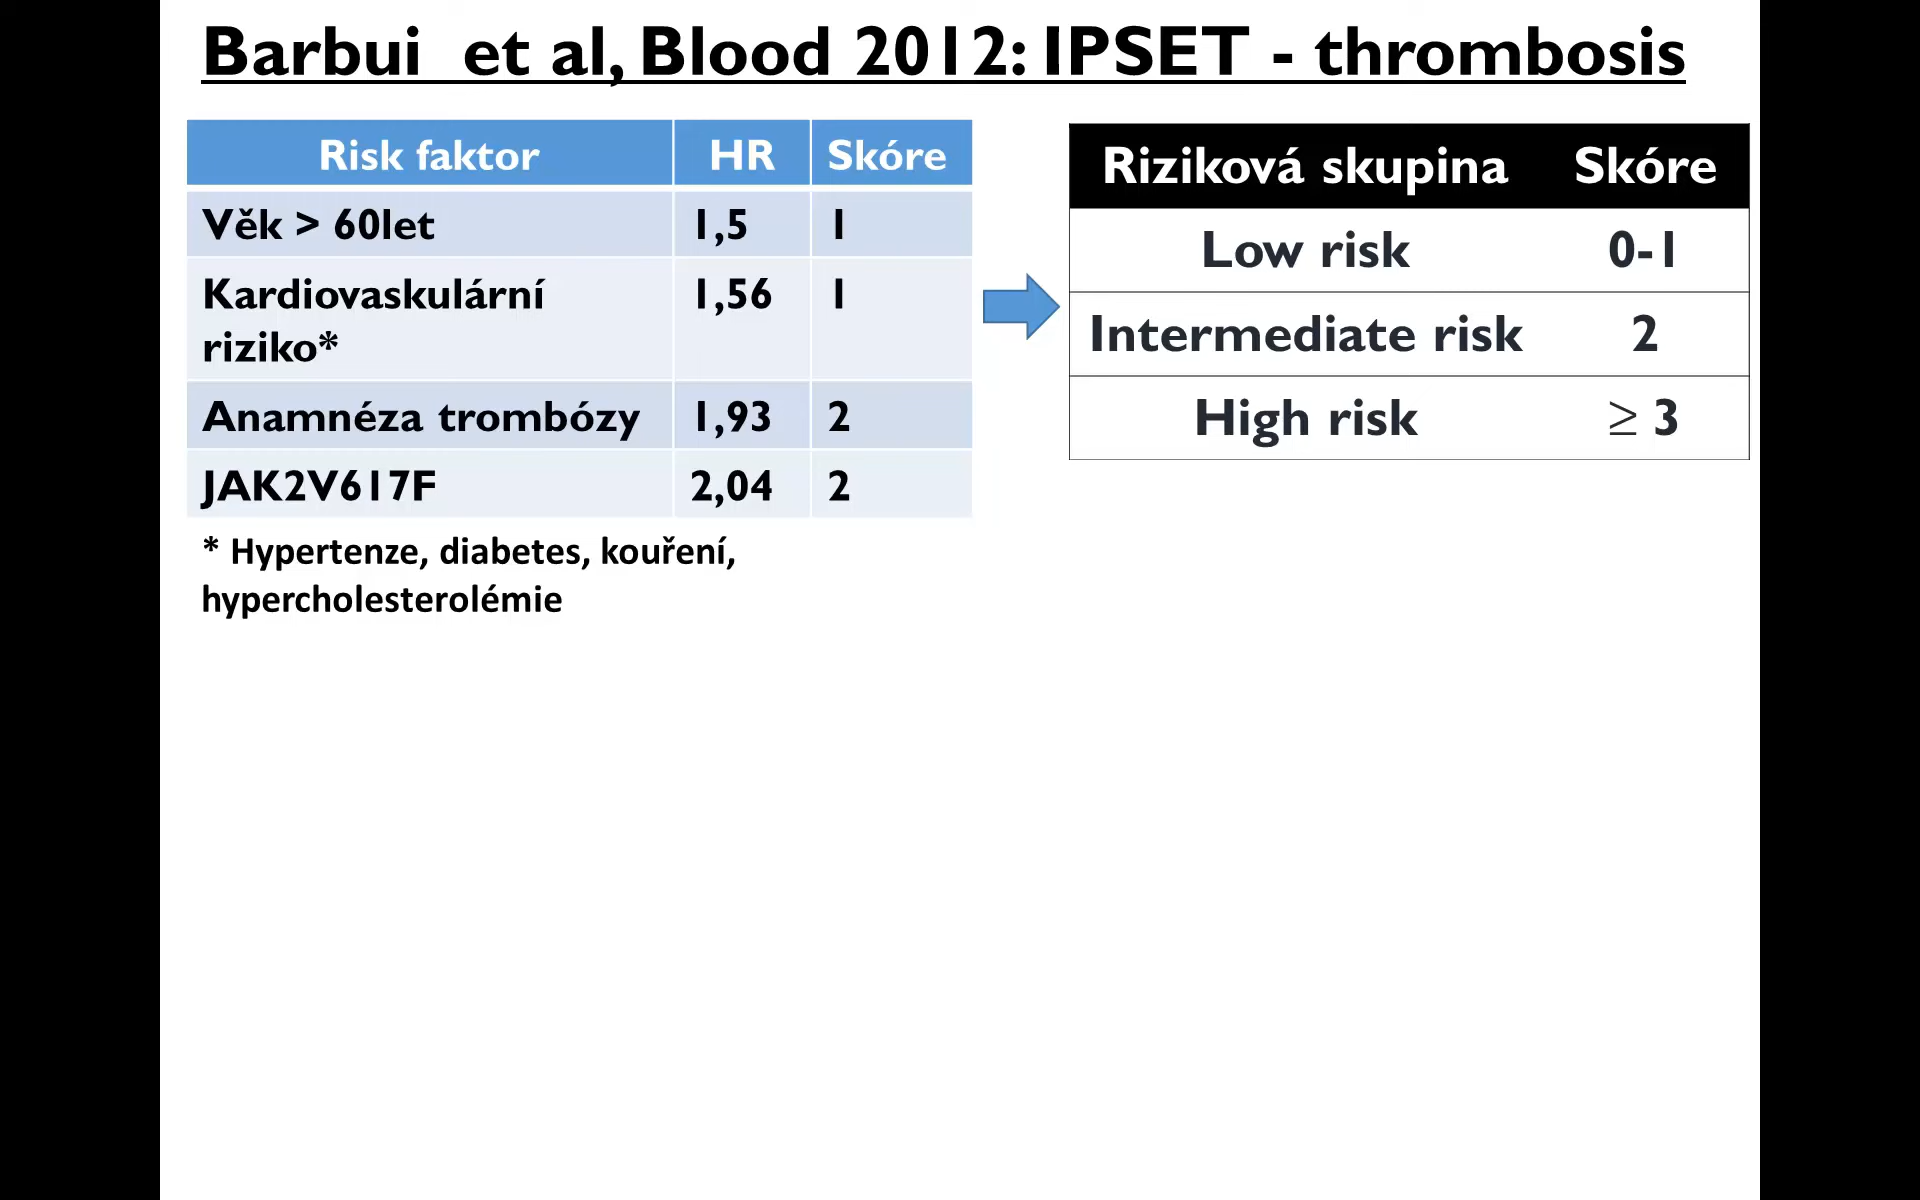 Barbui et al, Blood 2012: IPSET - thrombosis
Risk faktor HR Skóre
Věk > 60let 1,5 1
Kardiovaskulární
riziko* 1,56 1
Anamnéza trombózy 1,93 2
JAK2V617F 2,04 2
* Hypertenze, diabetes, kouření,
hypercholesterolémie
Riziková skupina Skóre
Low risk 0-1
Intermediate risk 2
High risk ≥ 3